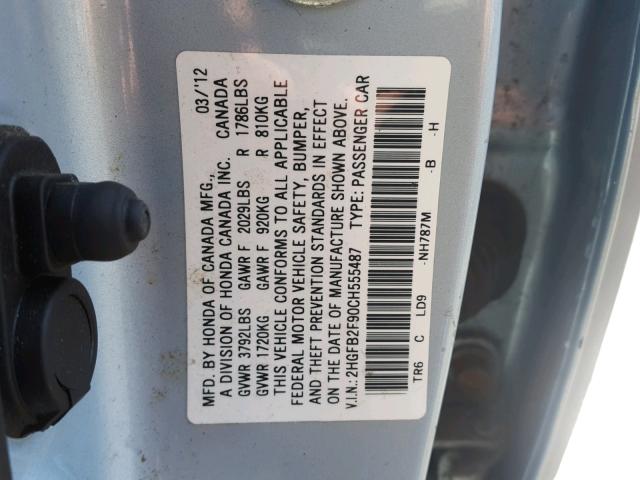 MFD. BY HONDA OF CANADA MFG., 03/'12
A DIVISION OF HONDA CANADA INC. CANADA
GVWR 3792LBS GAWR F 2029LBS R 1786LBS
GVWR 1720KG GAWR F 920KG R 810KG
THIS VEHICLE CONFORMS TO ALL APPLICABLE
FEDERAL MOTOR VEHICLE SAFETY, BUMPER,
AND THEFT PREVENTION STANDARDS IN EFFECT
ON THE DATE OF MANUFACTURE SHOWN ABOVE.
V.I.N.: 2HGFB2F90CH555487 TYPE: PASSENGER CAR
TR6 C LD9 -NH787M -B -H